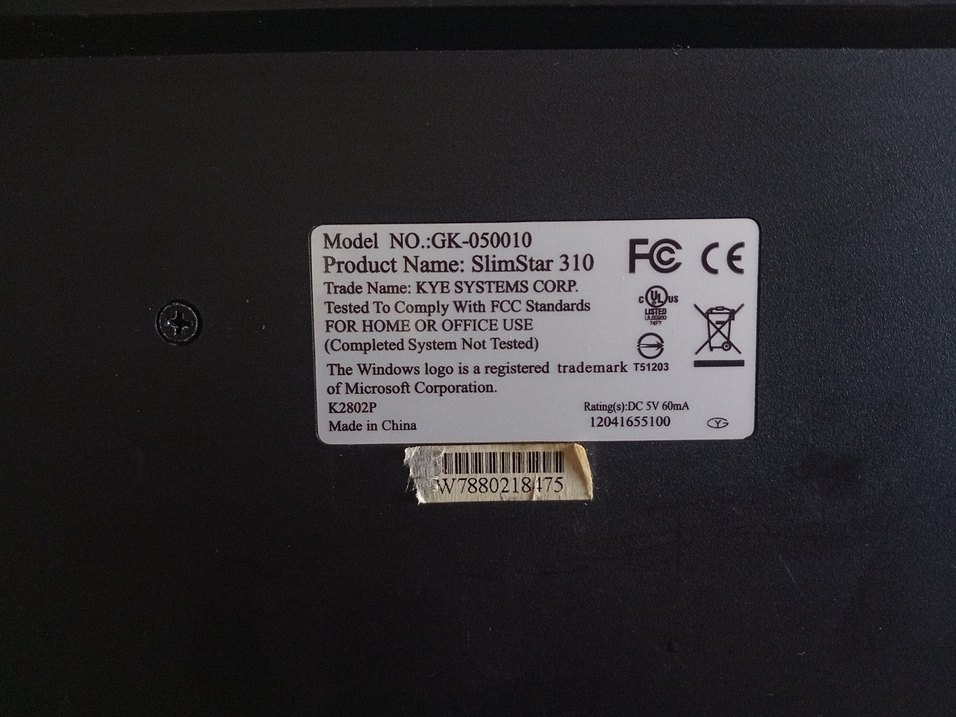 Model NO.:GK-050010
Product Name: SlimStar 310
Trade Name: KYE SYSTEMS CORP.
Tested To Comply With FCC Standards
FOR HOME OR OFFICE USE
(Completed System Not Tested)
The Windows logo is a registered trademark
of Microsoft Corporation.
K2802P
Made in China
FC CE
C UL US
LISTED
T51203
Rating(s):DC 5V 60mA
12041655100
W7880218475